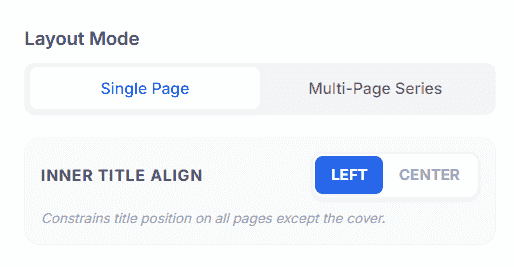 Layout Mode
Single Page Multi-Page Series
INNER TITLE ALIGN LEFT CENTER
Constrains title position on all pages except the cover.